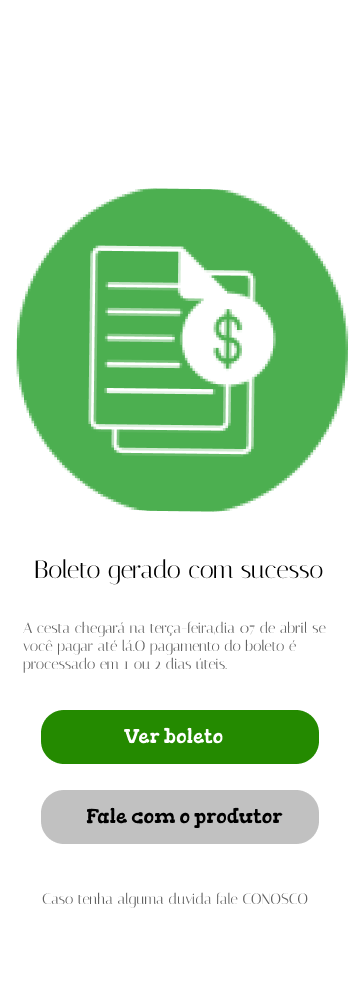 $
Boleto gerado com sucesso
A cesta chegará na terça-feira,dia 07 de abril se
você pagar até lá.O pagamento do boleto é
processado em 1 ou 2 dias úteis.
Ver boleto
Fale com o produtor
Caso tenha alguma duvida fale CONOSCO